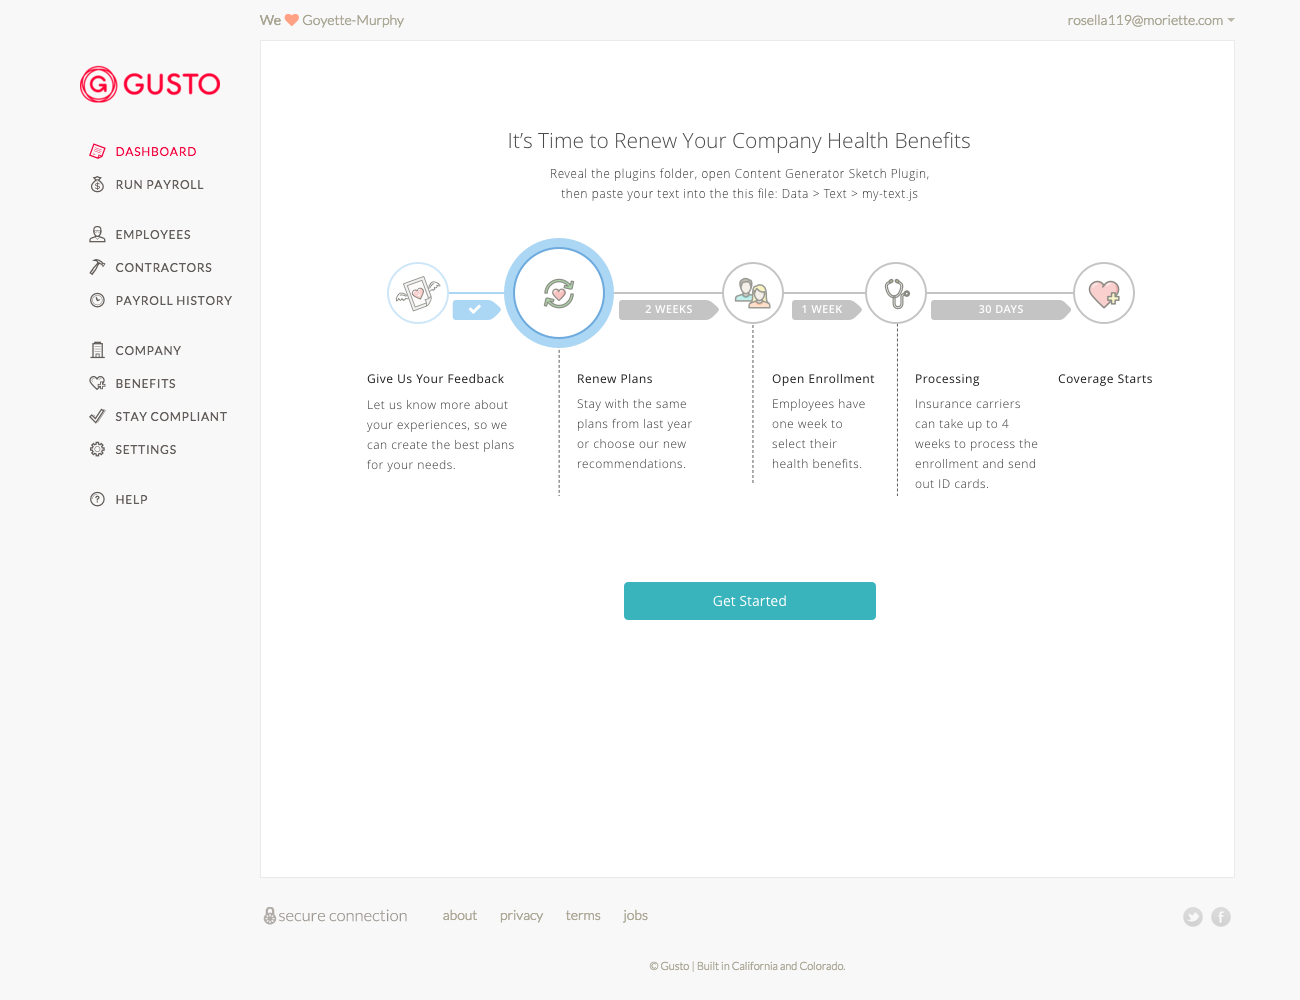 We Goyette-Murphy
rosella119@moriette.com
GUSTO
DASHBOARD
RUN PAYROLL
EMPLOYEES
CONTRACTORS
PAYROLL HISTORY
COMPANY
BENEFITS
STAY COMPLIANT
SETTINGS
HELP
It's Time to Renew Your Company Health Benefits
Reveal the plugins folder, open Content Generator Sketch Plugin,
then paste your text into the this file: Data > Text > my-text.js
2 WEEKS
1 WEEK
30 DAYS
Give Us Your Feedback
Let us know more about
your experiences, so we
can create the best plans
for your needs.
Renew Plans
Stay with the same
plans from last year
or choose our new
recommendations.
Open Enrollment
Employees have
one week to
select their
health benefits.
Processing
Insurance carriers
can take up to 4
weeks to process the
enrollment and send
out ID cards.
Coverage Starts
Get Started
secure connection
about privacy terms jobs
© Gusto | Built in California and Colorado.